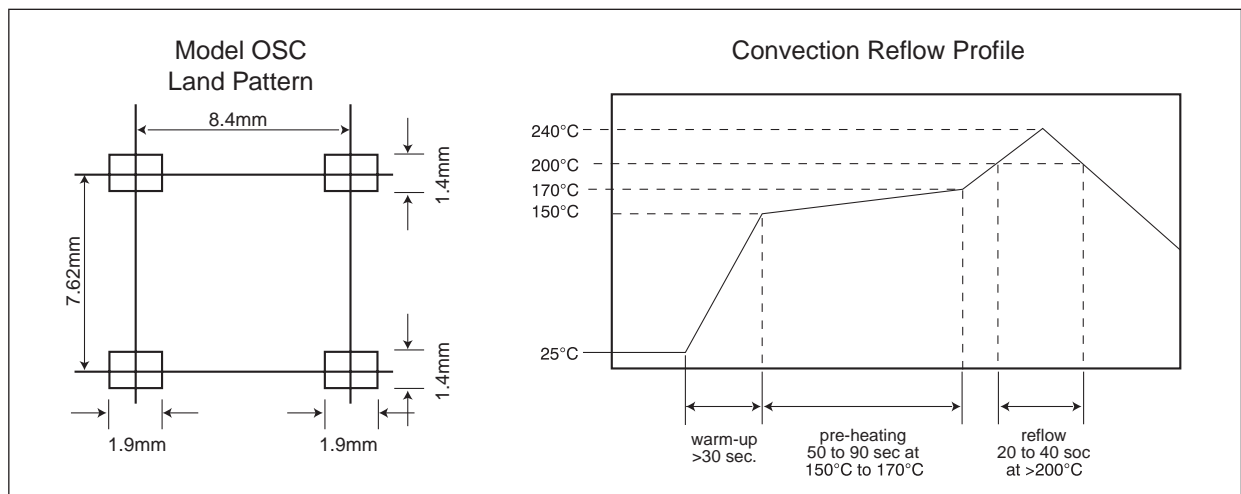 Model OSC
Land Pattern
8.4mm
1.4mm
7.62mm
1.4mm
1.9mm
1.9mm
Convection Reflow Profile
240°C
200°C
170°C
150°C
25°C
warm-up
>30 sec.
pre-heating
50 to 90 sec at
150°C to 170°C
reflow
20 to 40 soc
at >200°C